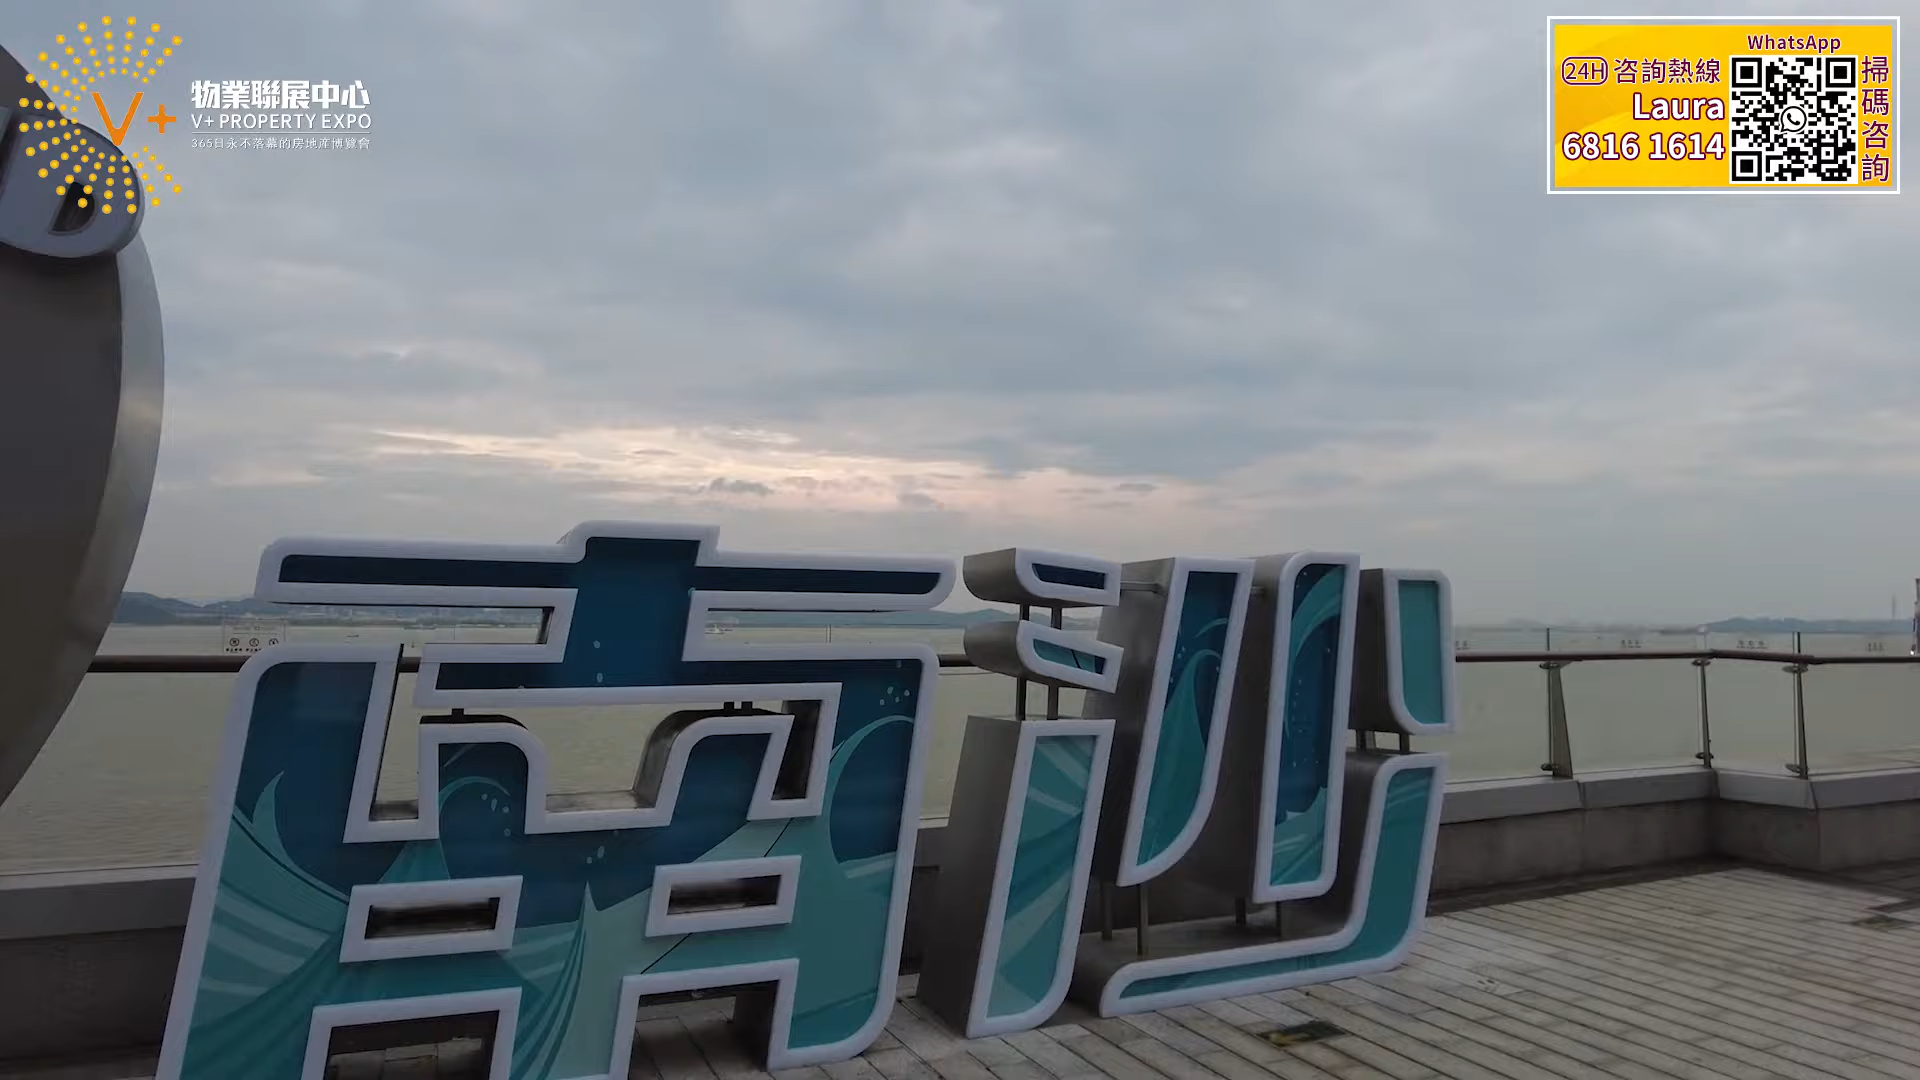 V+
物業聯展中心
V+ PROPERTY EXPO
365日永不落幕的房地產博覽會
WhatsApp
24H 咨詢熱線
Laura
6816 1614
掃碼咨詢
D
南沙